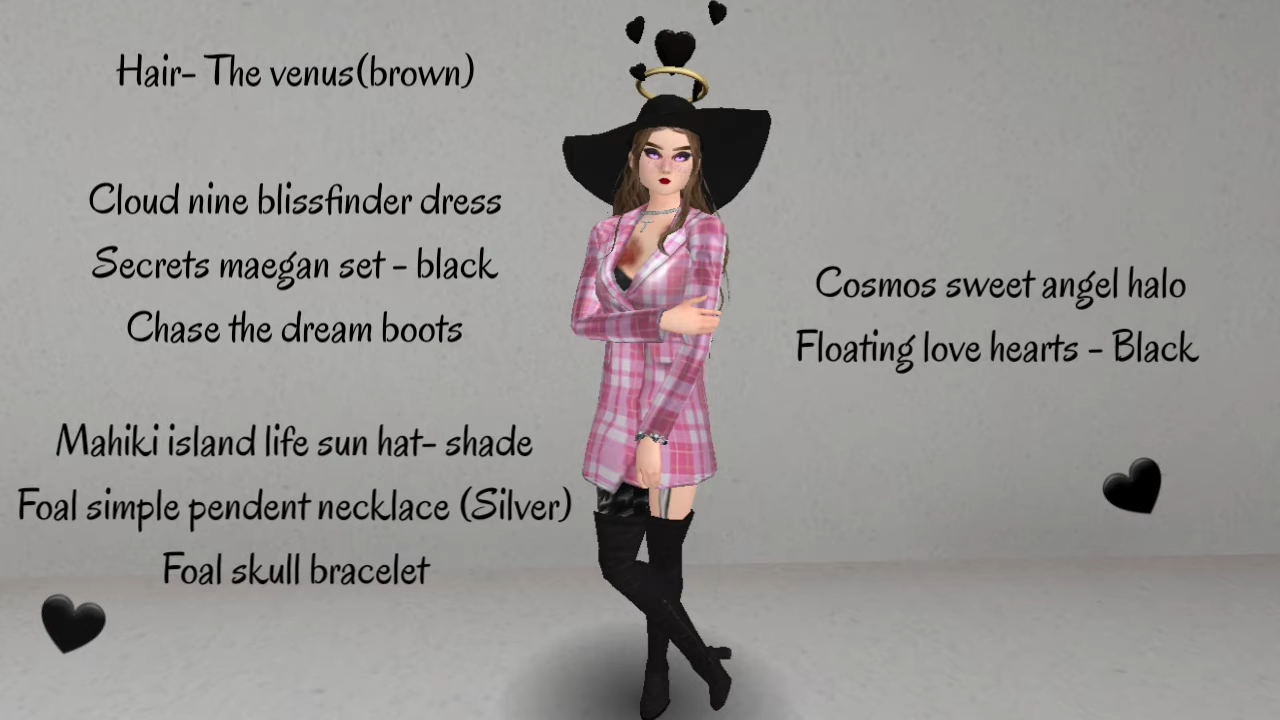 Hair- The venus(brown)
Cloud nine blissfinder dress
Secrets maegan set - black
Chase the dream boots
Mahiki island life sun hat- shade
Foal simple pendent necklace (Silver)
Foal skull bracelet
Cosmos sweet angel halo
Floating love hearts - Black